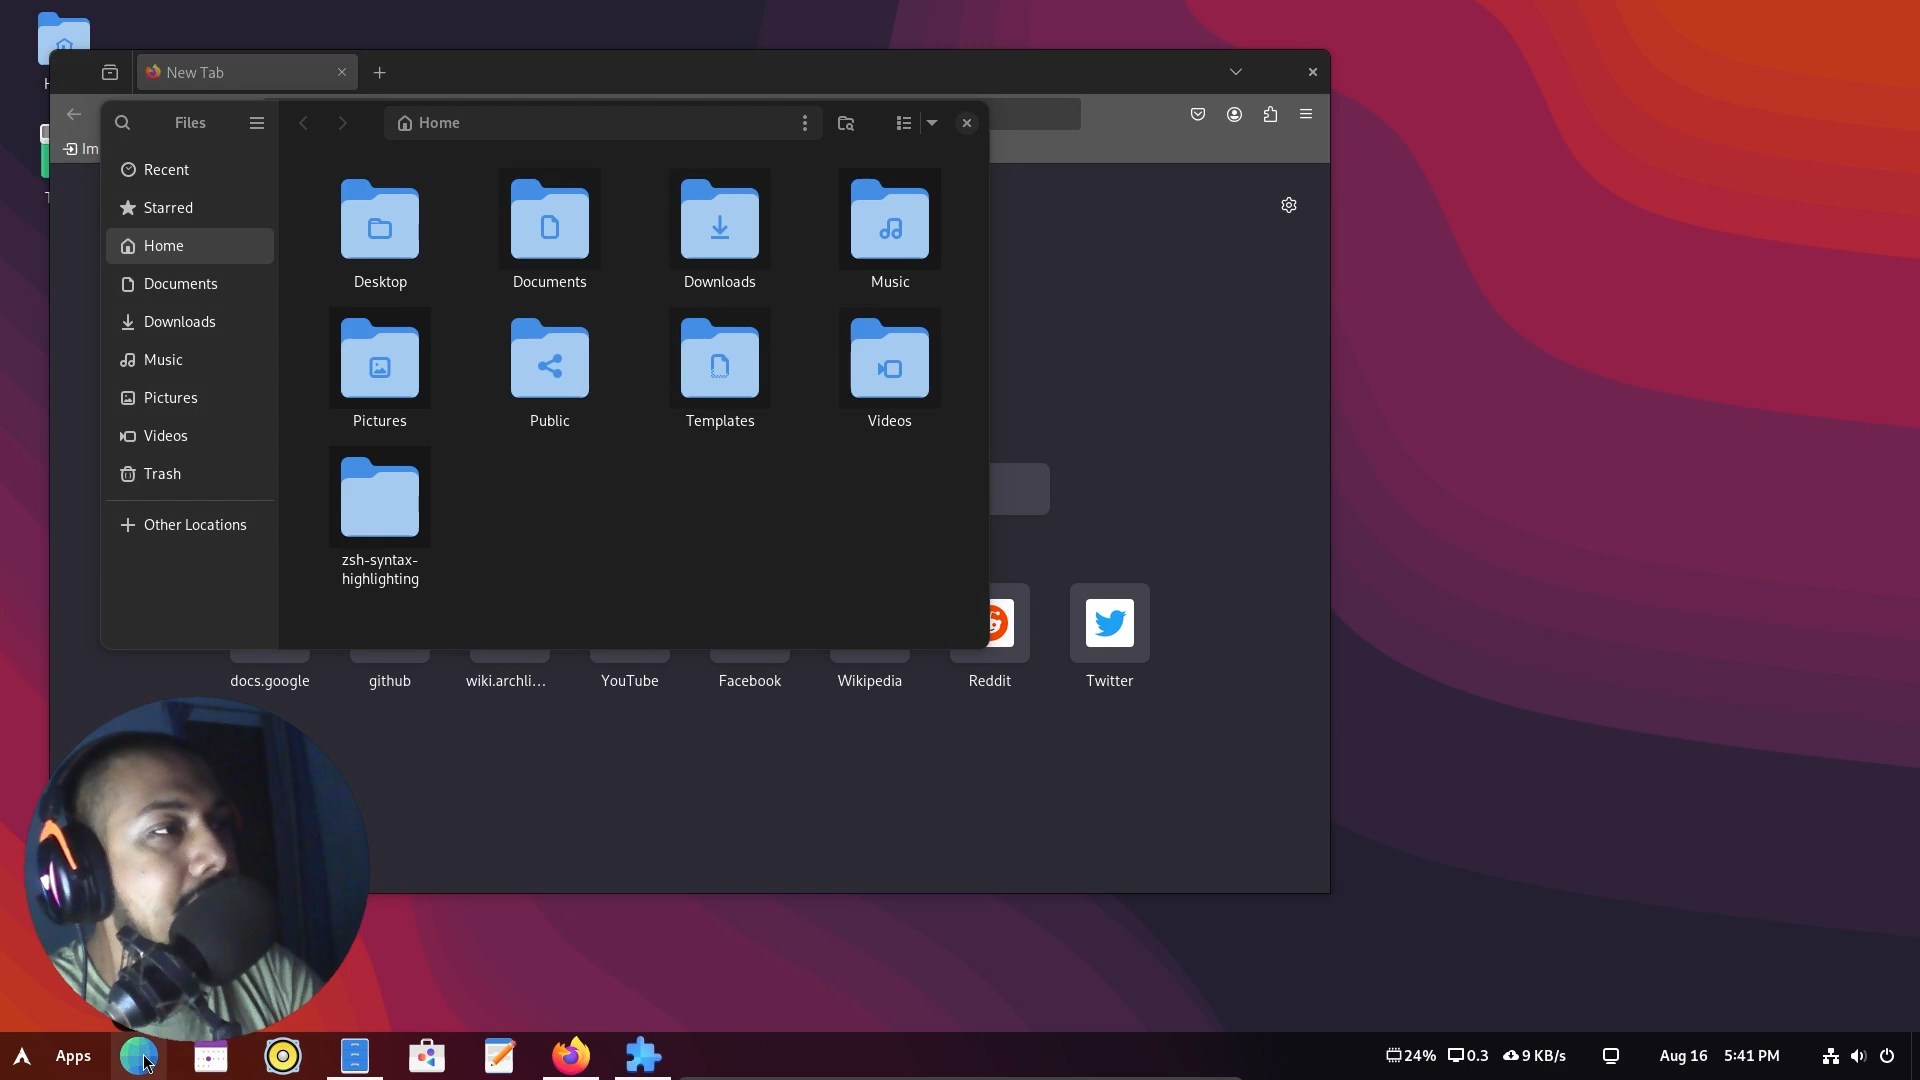 New Tab
Im
Files
Home
Recent
Starred
Home
Documents
Downloads
Music
Pictures
Videos
Trash
Other Locations
Desktop
Documents
Downloads
Music
Pictures
Public
Templates
Videos
zsh-syntax-
highlighting
docs.google
github
wiki.archli...
YouTube
Facebook
Wikipedia
Reddit
Twitter
Apps
24%
0.3
9 KB/s
Aug 16
5:41 PM